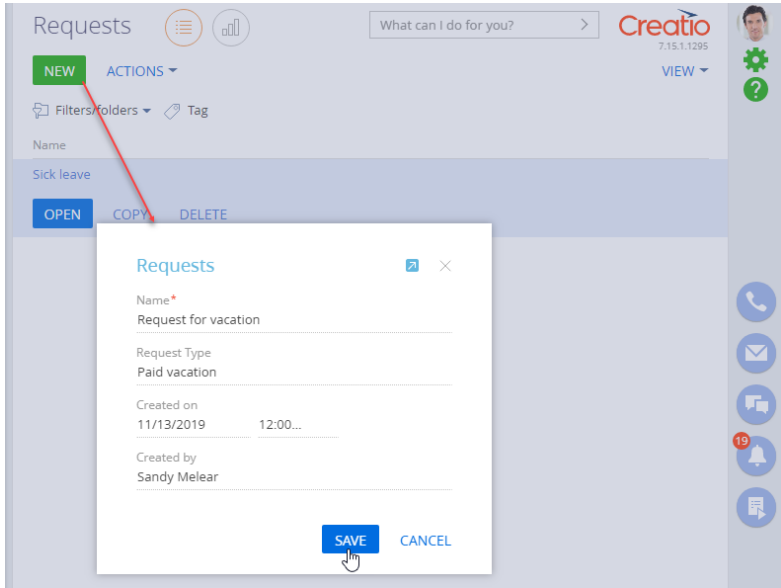 Requests
What can I do for you?
Creatio
7.15.1.1295
NEW ACTIONS VIEW
Filters/folders Tag
Name
Sick leave
OPEN COPY DELETE
Requests
Name*
Request for vacation
Request Type
Paid vacation
Created on
11/13/2019 12:00...
Created by
Sandy Melear
SAVE CANCEL
19